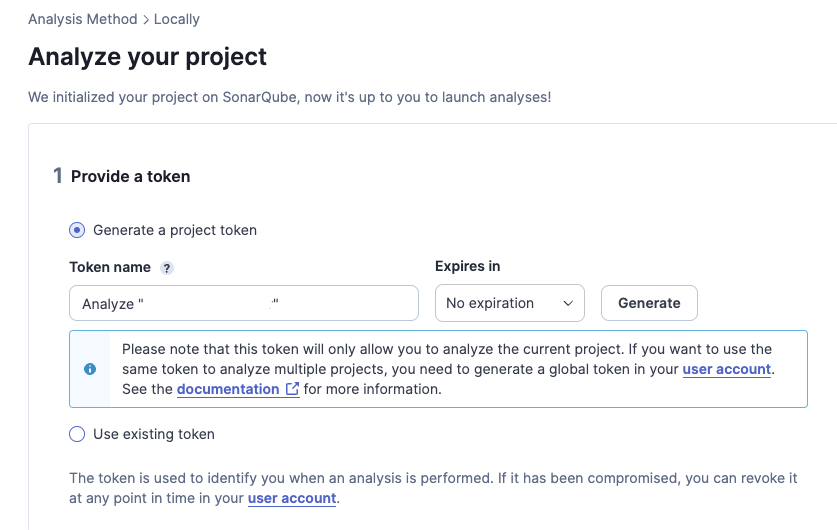 Analysis Method > Locally
Analyze your project
We initialized your project on SonarQube, now it's up to you to launch analyses!
1 Provide a token
Generate a project token
Token name ?
Expires in
Analyze " "
No expiration
Generate
Please note that this token will only allow you to analyze the current project. If you want to use the
same token to analyze multiple projects, you need to generate a global token in your user account.
See the documentation for more information.
Use existing token
The token is used to identify you when an analysis is performed. If it has been compromised, you can revoke it
at any point in time in your user account.